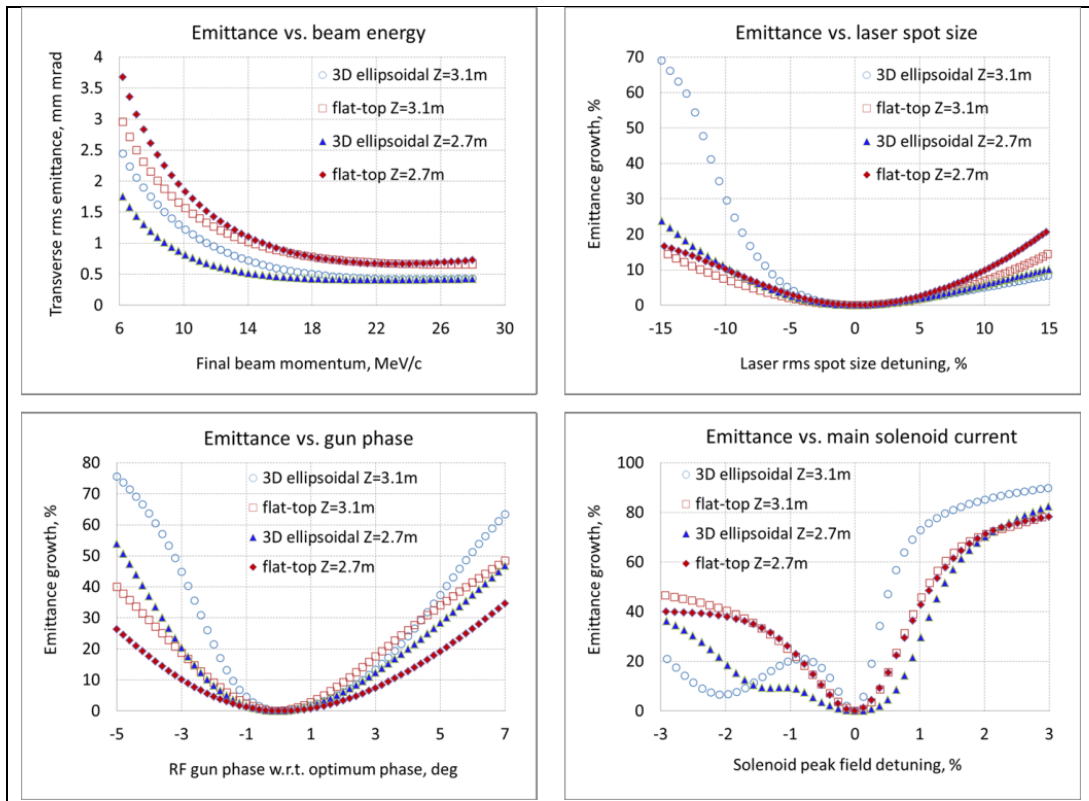 Emittance vs. beam energy
Transverse rms emittance, mm mrad
4
3.5
3
2.5
2
1.5
1
0.5
0
3D ellipsoidal Z=3.1m
flat-top Z=3.1m
3D ellipsoidal Z=2.7m
flat-top Z=2.7m
6 10 14 18 22 26 30
Final beam momentum, MeV/c
Emittance vs. laser spot size
Emittance growth, %
70
60
50
40
30
20
10
0
3D ellipsoidal Z=3.1m
flat-top Z=3.1m
3D ellipsoidal Z=2.7m
flat-top Z=2.7m
-15 -10 -5 0 5 10 15
Laser rms spot size detuning, %
Emittance vs. gun phase
Emittance growth, %
80
70
60
50
40
30
20
10
0
3D ellipsoidal Z=3.1m
flat-top Z=3.1m
3D ellipsoidal Z=2.7m
flat-top Z=2.7m
-5 -3 -1 1 3 5 7
RF gun phase w.r.t. optimum phase, deg
Emittance vs. main solenoid current
Emittance growth, %
100
80
60
40
20
0
3D ellipsoidal Z=3.1m
flat-top Z=3.1m
3D ellipsoidal Z=2.7m
flat-top Z=2.7m
-3 -2 -1 0 1 2 3
Solenoid peak field detuning, %